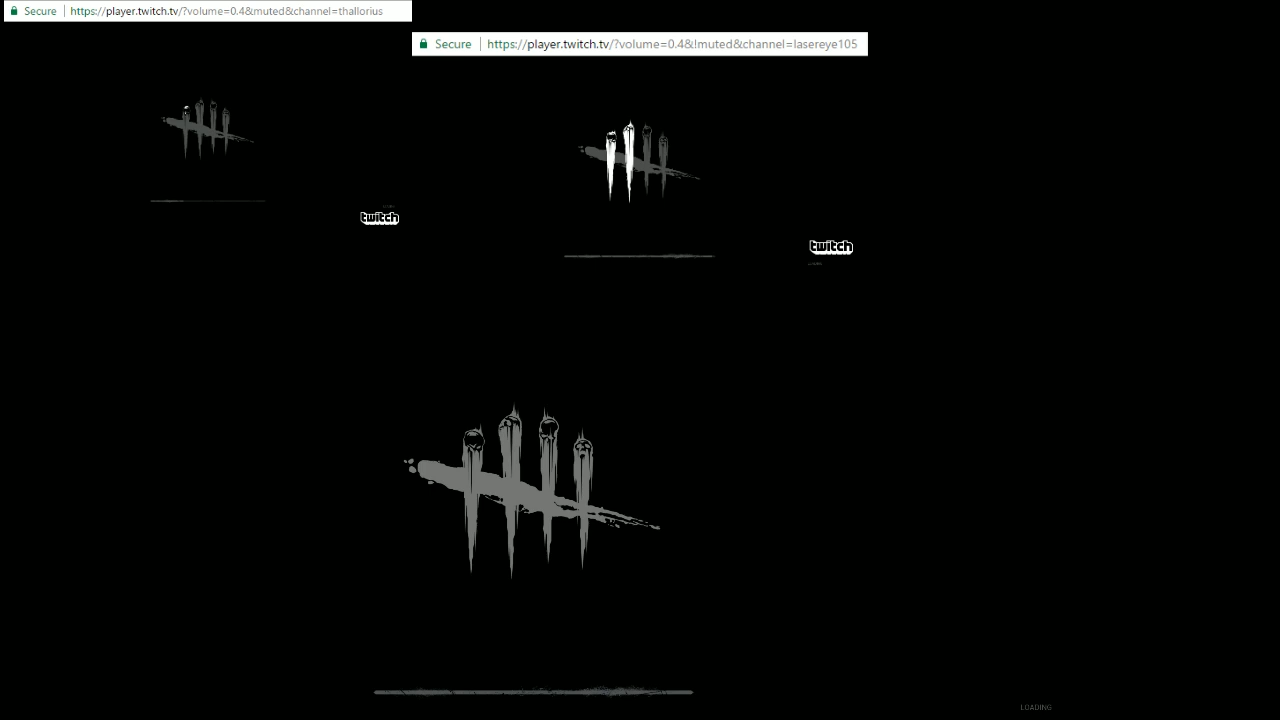 Secure https://player.twitch.tv/?volume=0.4&muted&channel=thallorius
Secure https://player.twitch.tv/?volume=0.4&!muted&channel=lasereye105
twitch
twitch
LOADING